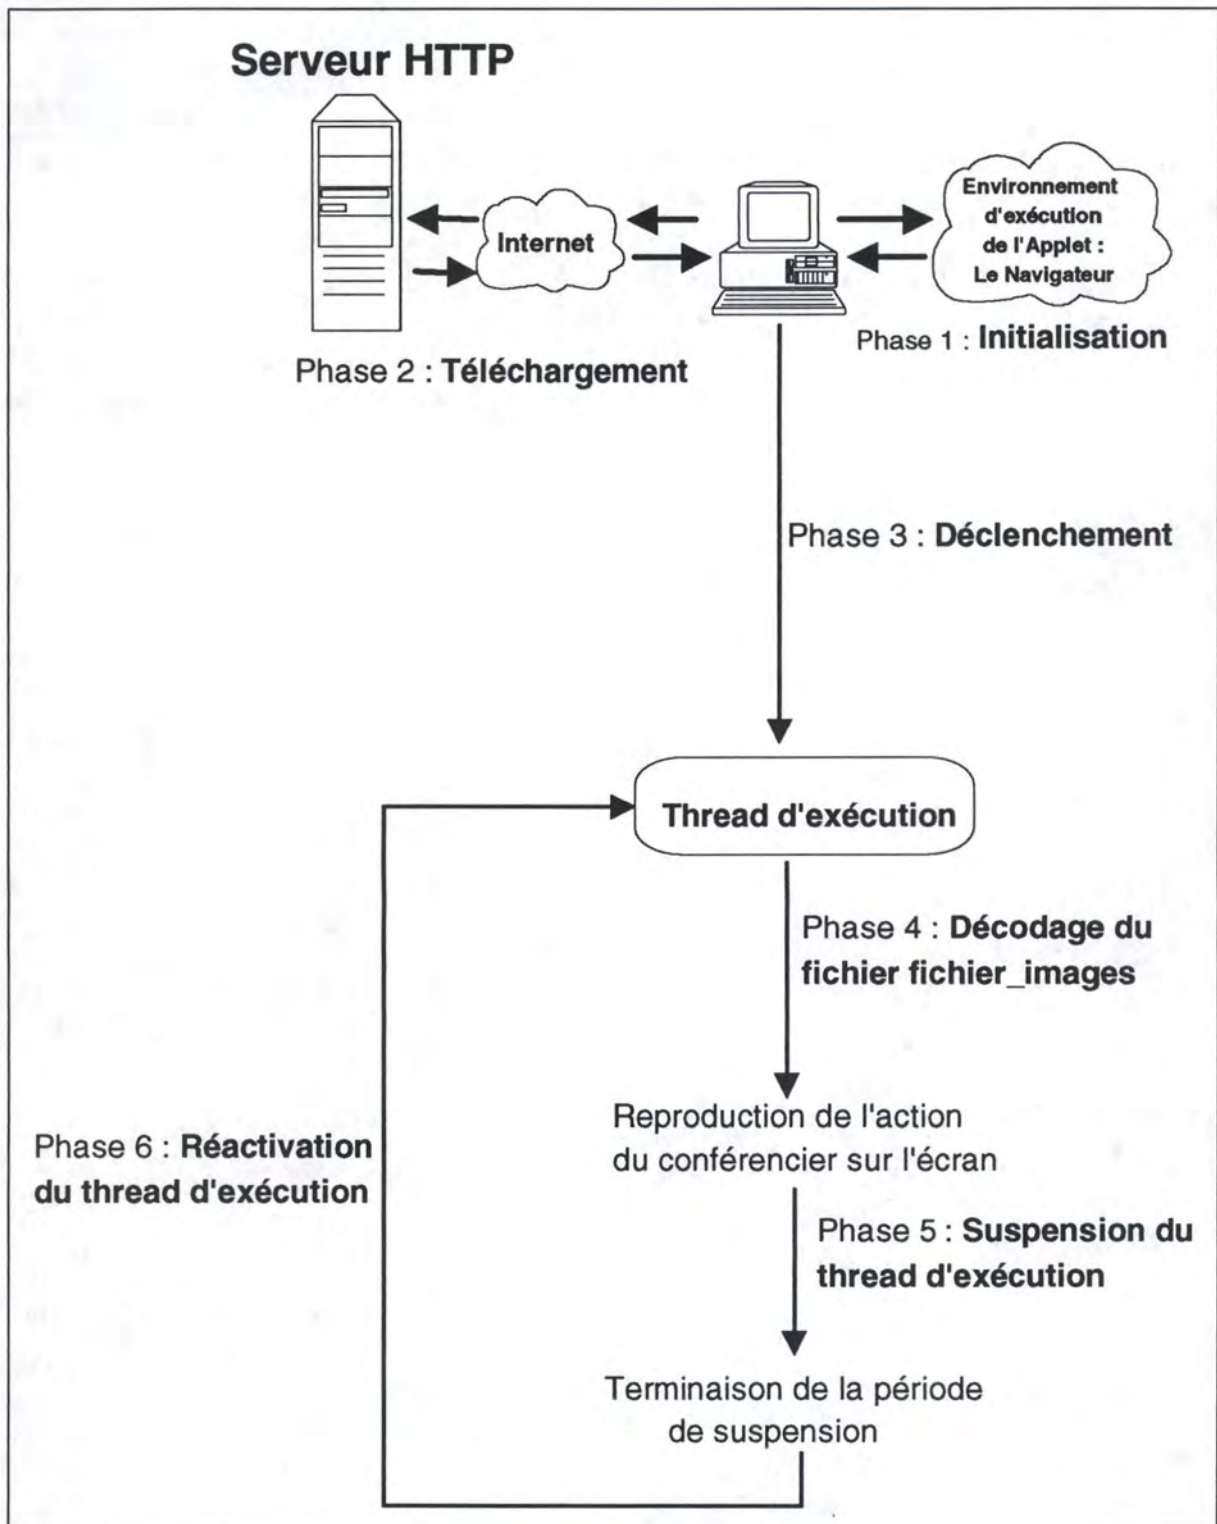 Serveur HTTP
Environnement
d'exécution
de l'Applet :
Le Navigateur
Internet
Phase 1 : Initialisation
Phase 2 : Téléchargement
Phase 3 : Déclenchement
Thread d'exécution
Phase 4 : Décodage du
fichier fichier_images
Reproduction de l'action
du conférencier sur l'écran
Phase 6 : Réactivation
du thread d'exécution
Phase 5 : Suspension du
thread d'exécution
Terminaison de la période
de suspension